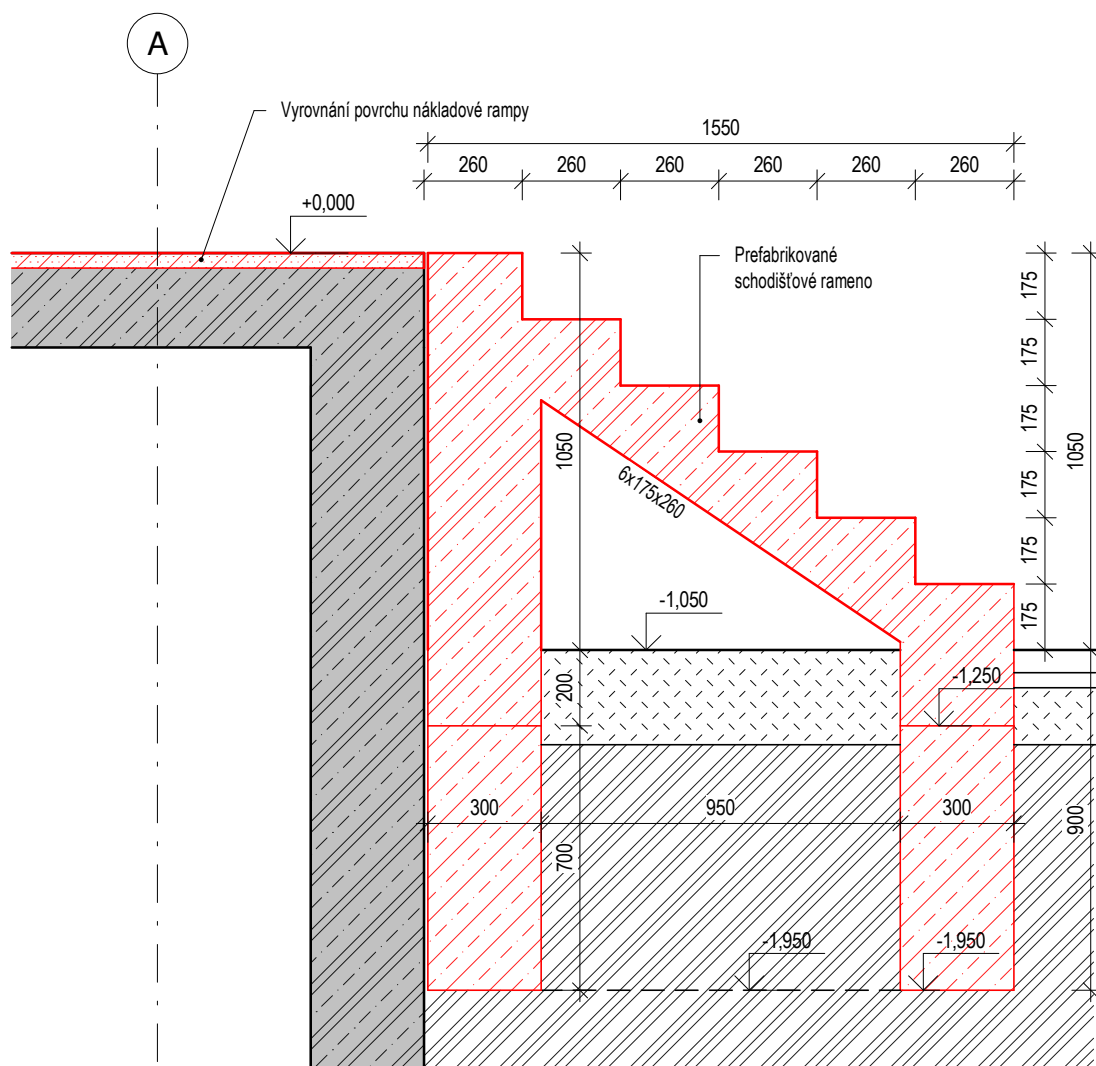 A
Vyrovnání povrchu nákladové rampy
1550
260 260 260 260 260 260
+0,000
Prefabrikované
schodišťové rameno
175
175
175
175
175
175
1050
1050
6x175x260
-1,050
200
-1,250
300 950 300
700
900
-1,950 -1,950